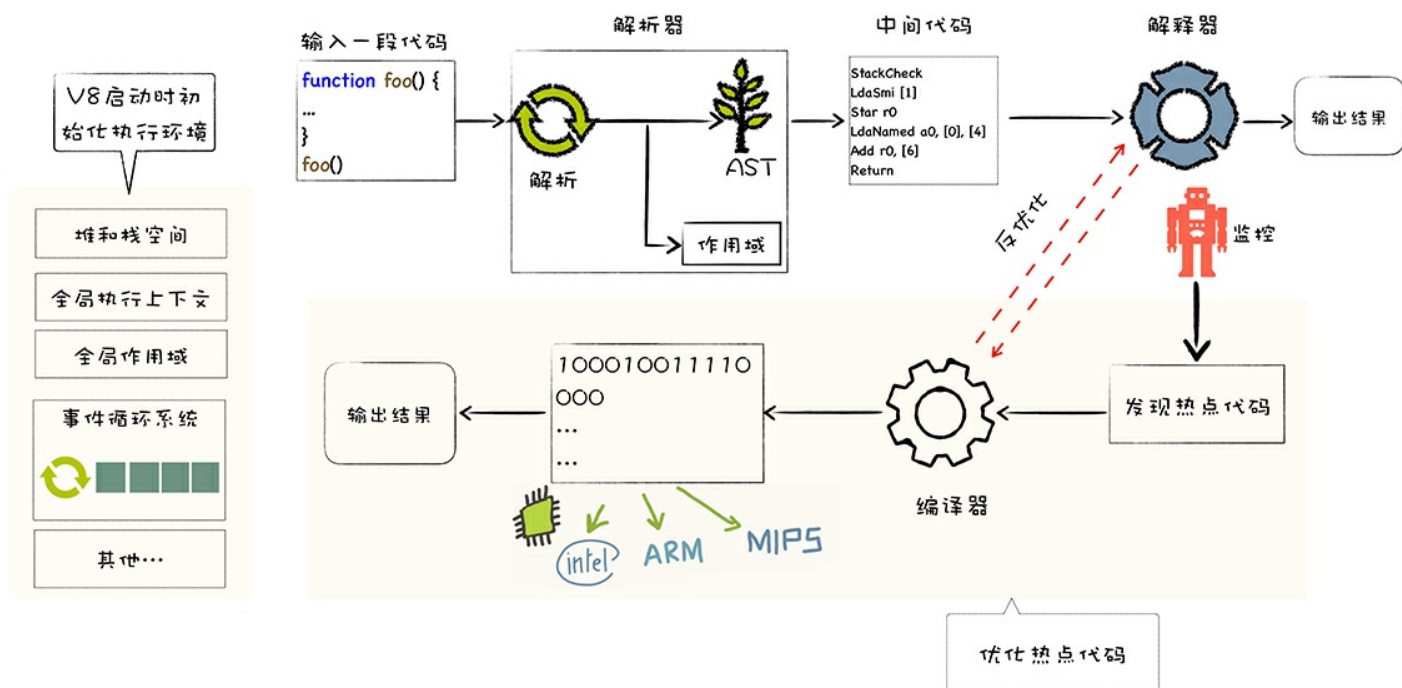 V8启动时初
始化执行环境
堆和栈空间
全局执行上下文
全局作用域
事件循环系统
其他…
输入一段代码
function foo() {
...
}
foo()
解析器
解析
AST
作用域
中间代码
StackCheck
LdaSmi [1]
Star r0
LdaNamed a0, [0], [4]
Add r0, [6]
Return
解释器
输出结果
反优化
监控
发现热点代码
编译器
100010011110
000
...
...
intel
ARM
MIPS
输出结果
优化热点代码